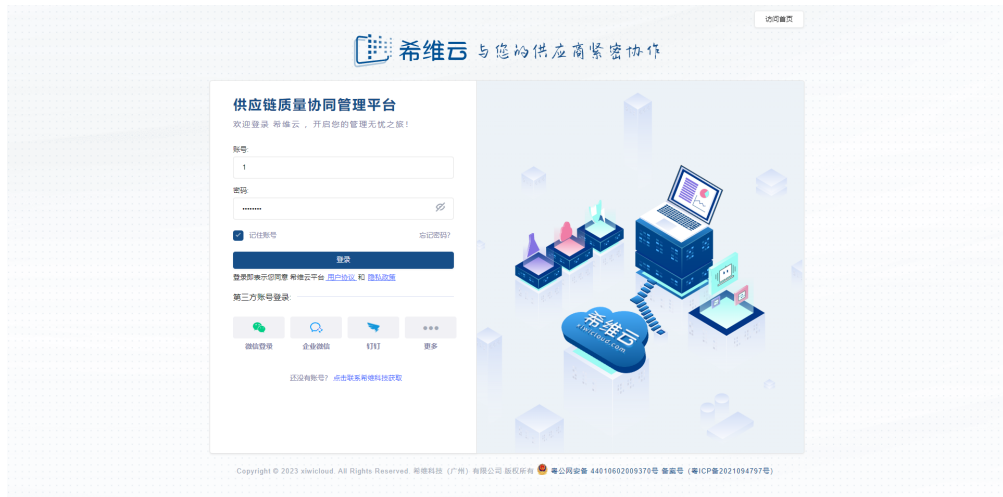 访问首页
希维云 与您的供应商紧密协作
供应链质量协同管理平台
欢迎登录 希维云 ，开启您的管理无忧之旅！
账号:
1
密码:
••••••••
记住账号 忘记密码?
登录
登录即表示您同意 希维云平台 用户协议 和 隐私政策
第三方账号登录:
微信登录 企业微信 钉钉 更多
还没有账号? 点击联系希维科技获取
希维云
xiwicloud.com
Copyright © 2023 xiwicloud. All Rights Reserved. 希维科技（广州）有限公司 版权所有 粤公网安备 44010602009370号 备案号（粤ICP备2021094797号）